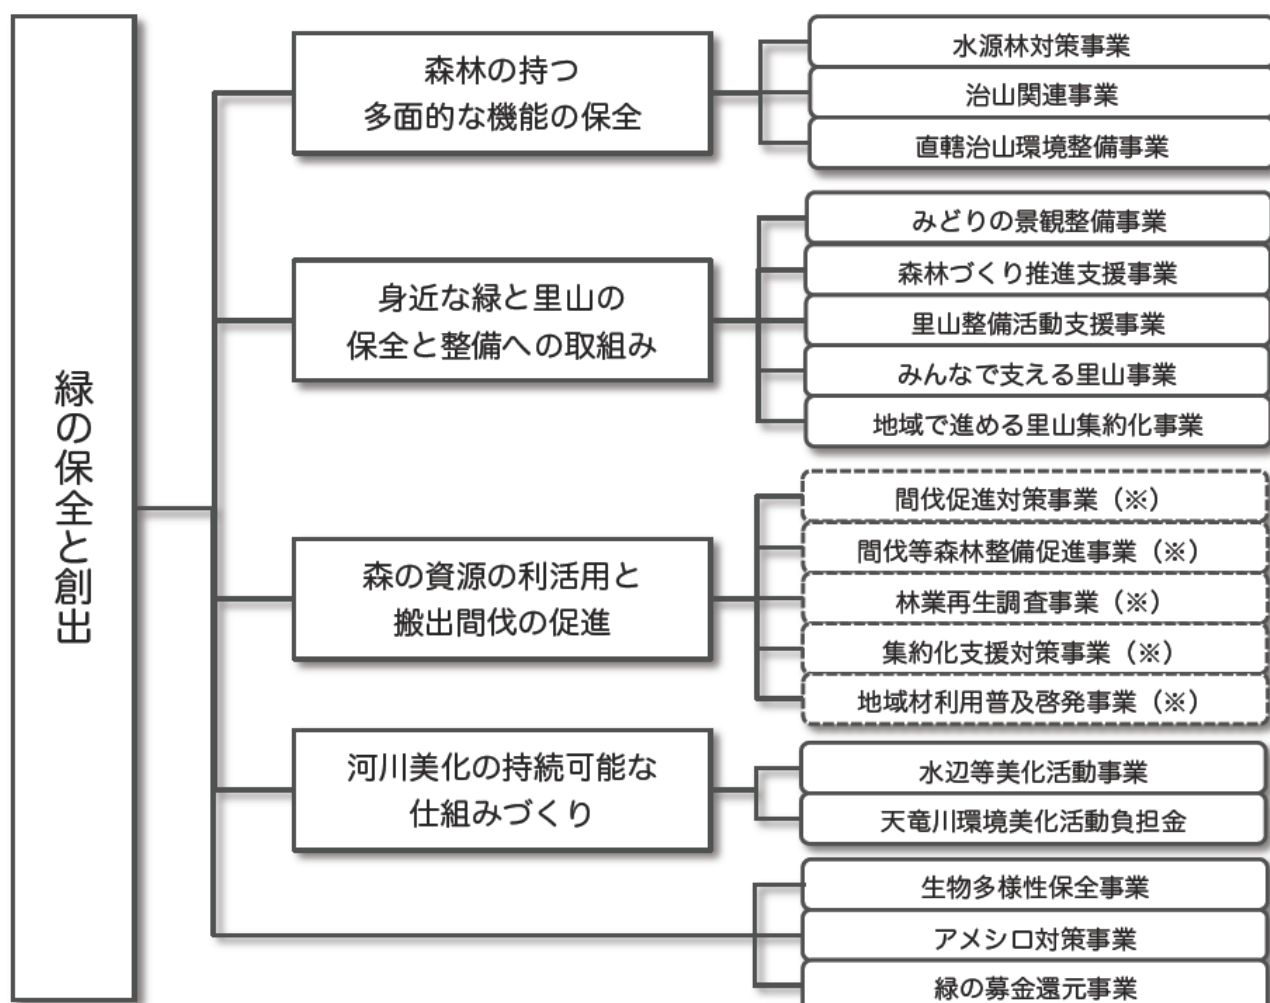 緑の保全と創出
森林の持つ
多面的な機能の保全
水源林対策事業
治山関連事業
直轄治山環境整備事業
身近な緑と里山の
保全と整備への取組み
みどりの景観整備事業
森林づくり推進支援事業
里山整備活動支援事業
みんなで支える里山事業
地域で進める里山集約化事業
森の資源の利活用と
搬出間伐の促進
間伐促進対策事業（※）
間伐等森林整備促進事業（※）
林業再生調査事業（※）
集約化支援対策事業（※）
地域材利用普及啓発事業（※）
河川美化の持続可能な
仕組みづくり
水辺等美化活動事業
天竜川環境美化活動負担金
生物多様性保全事業
アメシロ対策事業
緑の募金還元事業